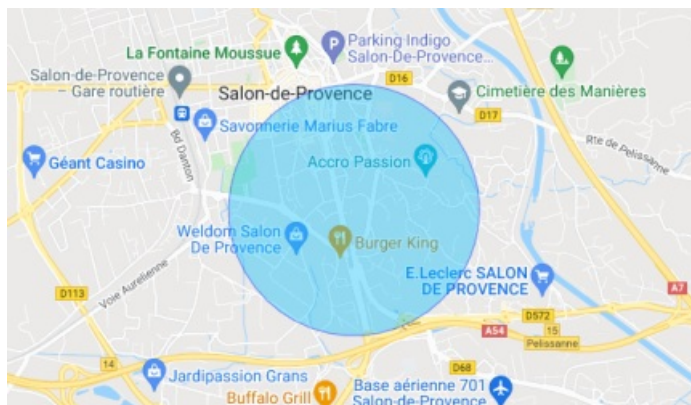 La Fontaine Moussue
Parking Indigo
Salon-De-Provence...
Salon-de-Provence
– Gare routière
D16
Salon-de-Provence
Cimetière des Manières
D17
Savonnerie Marius Fabre
Bd Danton
Rte de Pelissanne
Géant Casino
Accro Passion
Weldom Salon
De Provence
Burger King
E.Leclerc SALON
DE PROVENCE
Voie Aurelienne
D113
A7
D572
A54
15
Pelissanne
14
D68
Jardipassion Grans
Buffalo Grill
Base aérienne 701
Salon-de-Provence